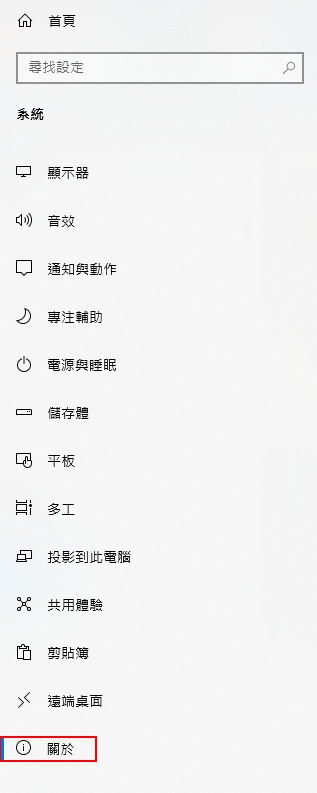 首頁
尋找設定
系統
顯示器
音效
通知與動作
專注輔助
電源與睡眠
儲存體
平板
多工
投影到此電腦
共用體驗
剪貼簿
遠端桌面
關於